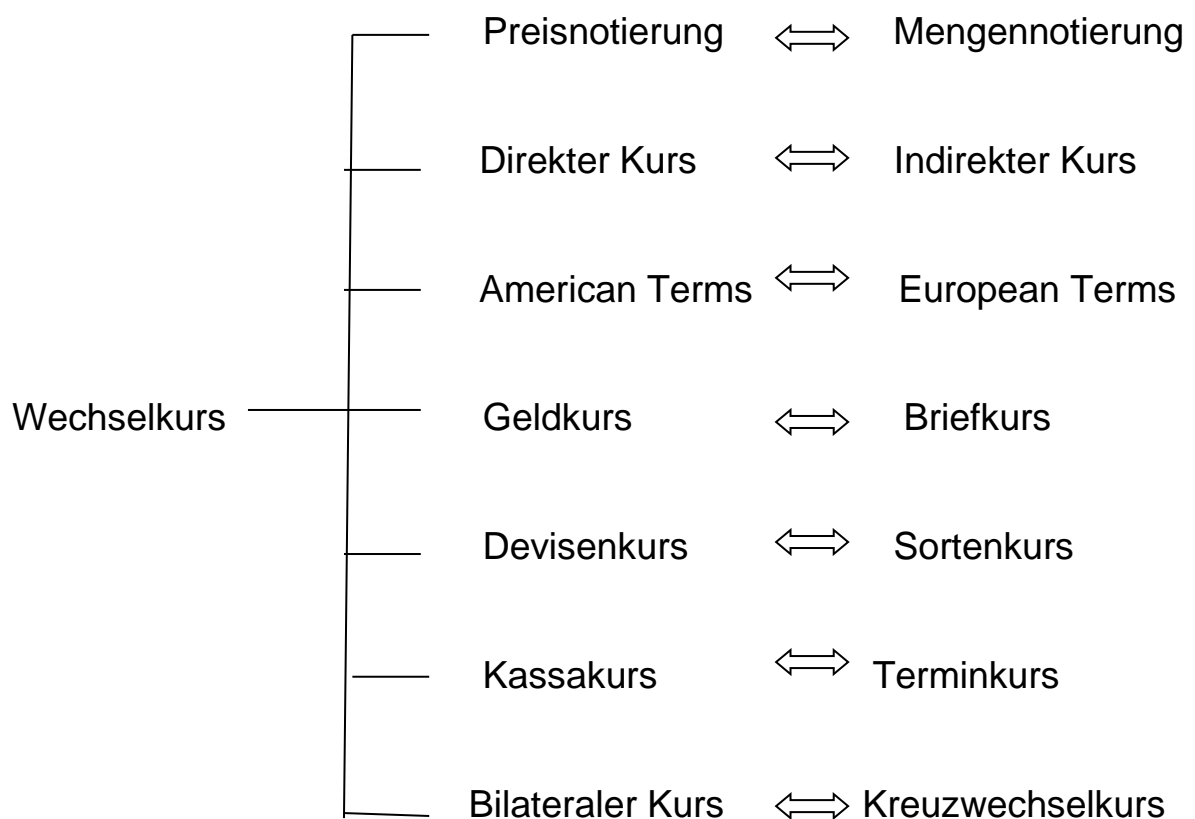 Preisnotierung Mengennotierung
Direkter Kurs Indirekter Kurs
American Terms European Terms
Wechselkurs Geldkurs Briefkurs
Devisenkurs Sortenkurs
Kassakurs Terminkurs
Bilateraler Kurs Kreuzwechselkurs